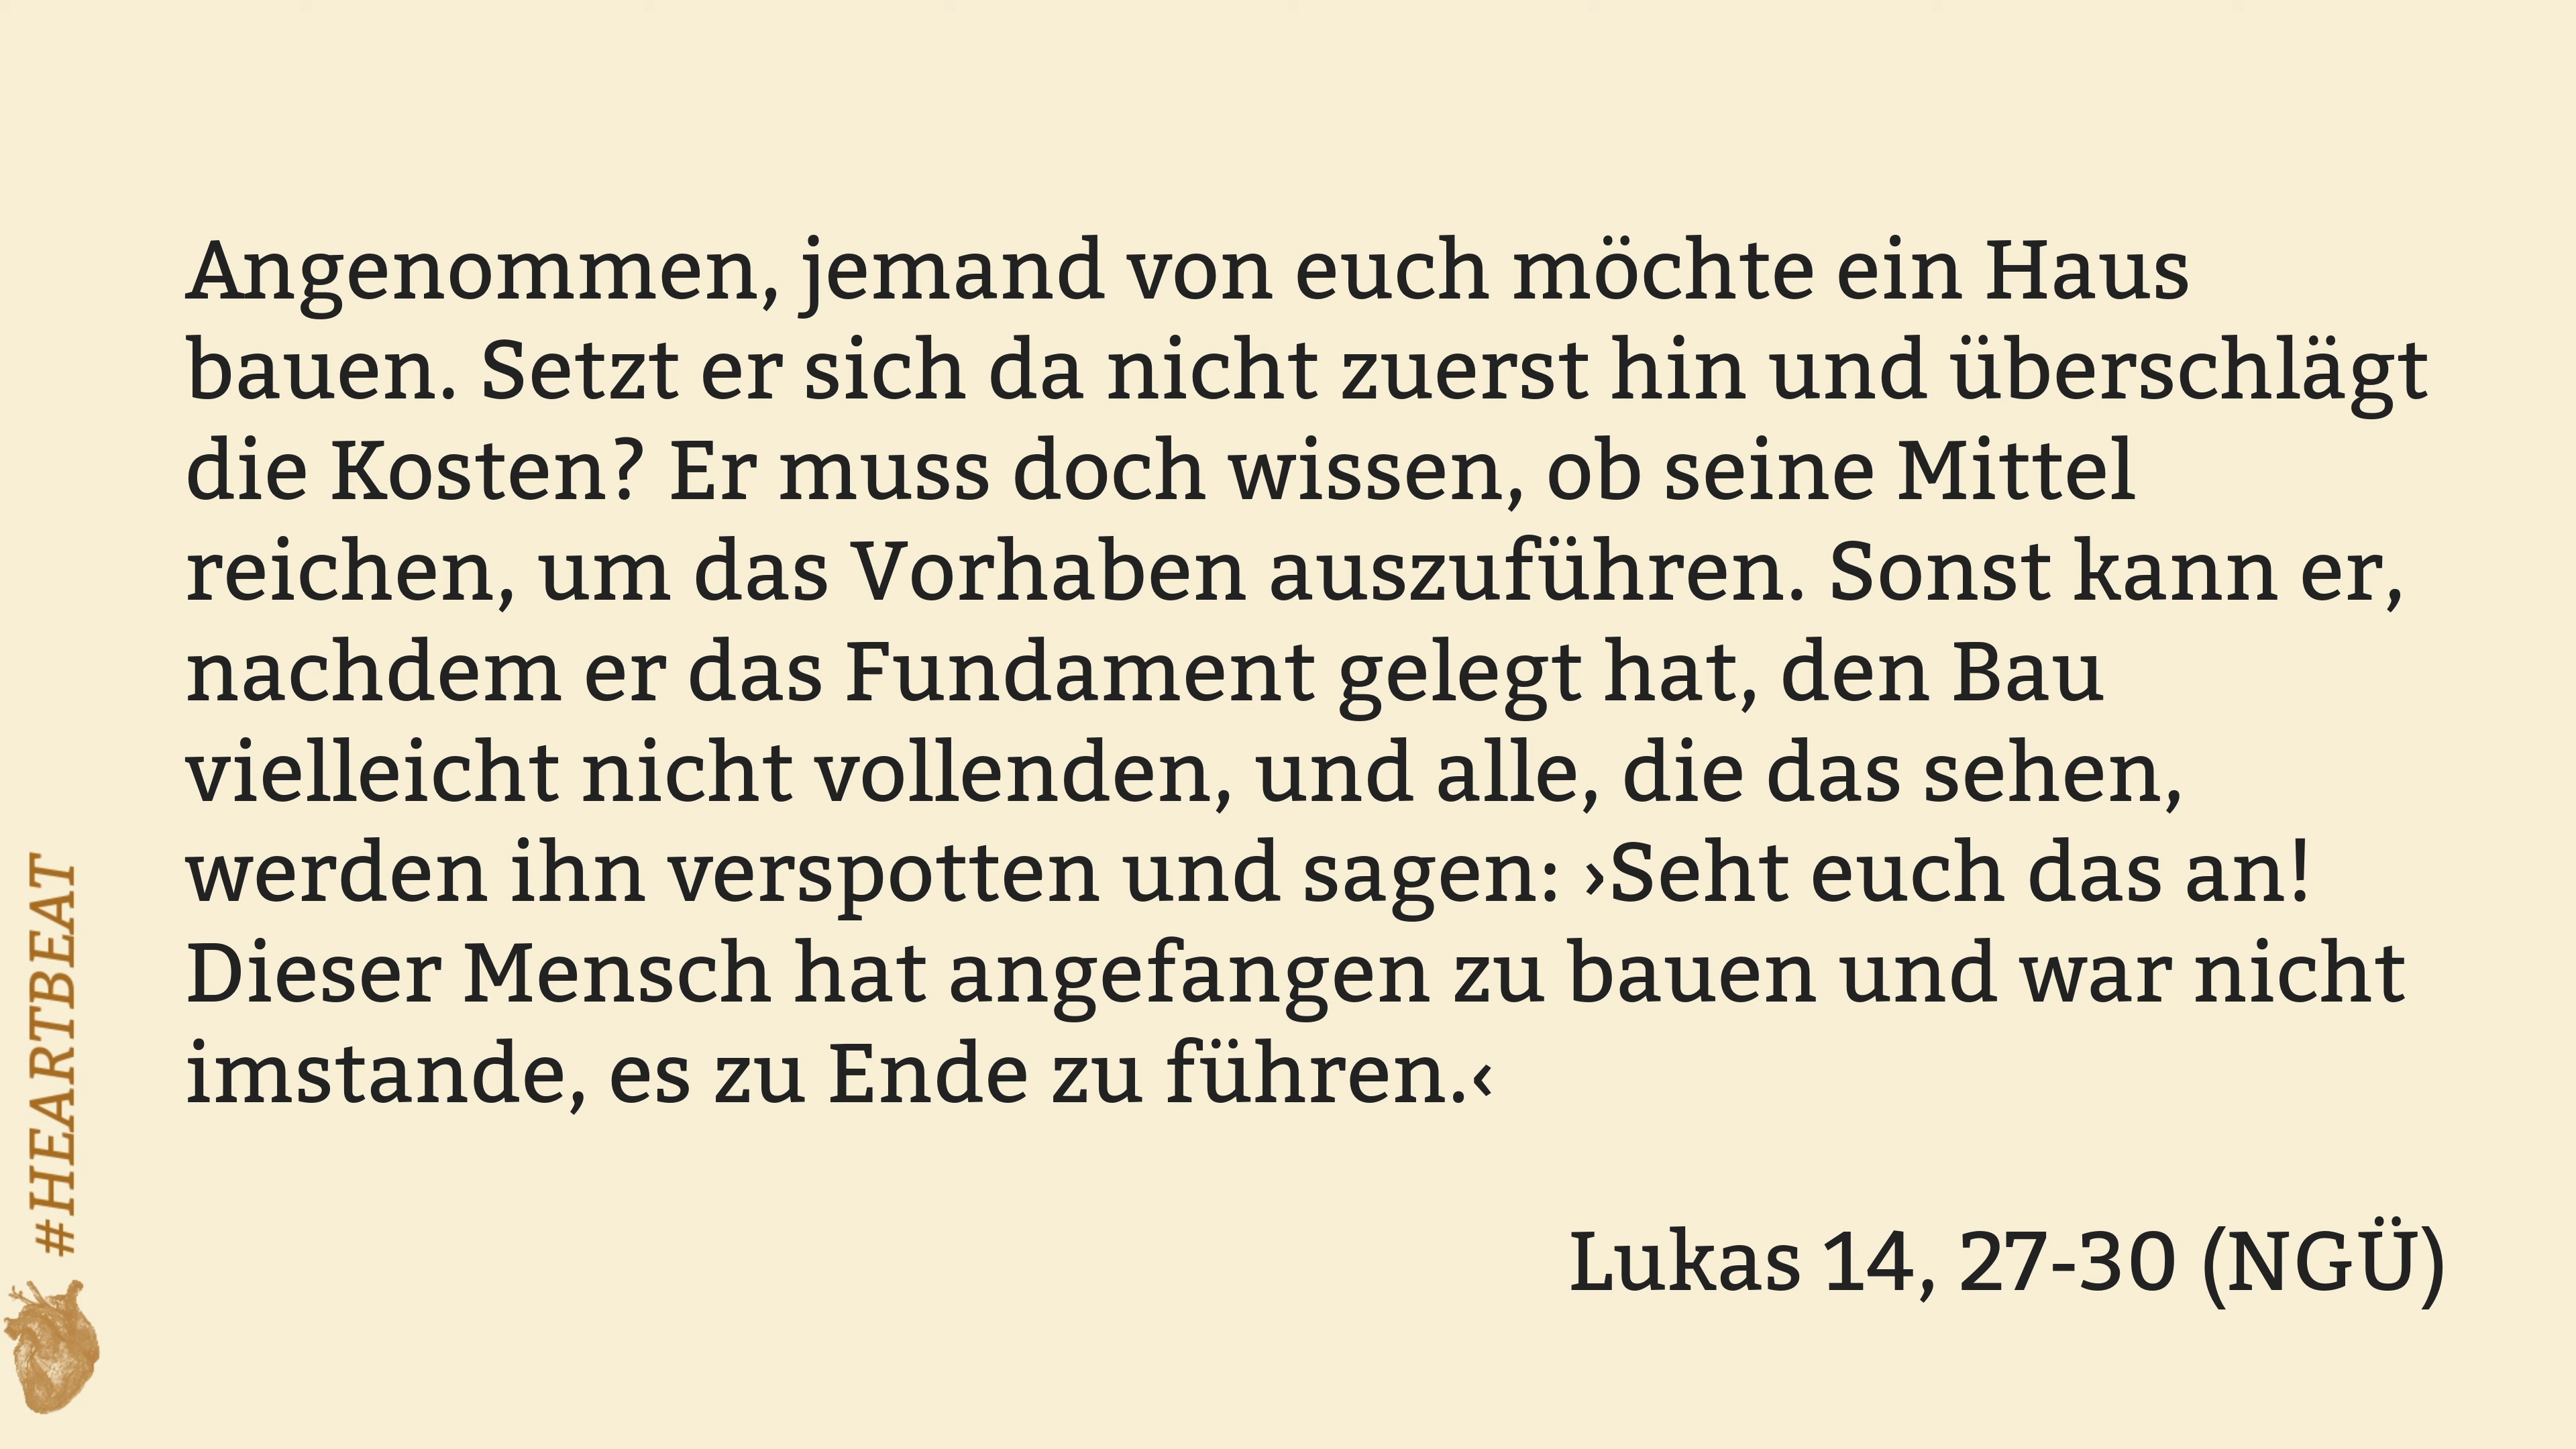 Angenommen, jemand von euch möchte ein Haus
bauen. Setzt er sich da nicht zuerst hin und überschlägt
die Kosten? Er muss doch wissen, ob seine Mittel
reichen, um das Vorhaben auszuführen. Sonst kann er,
nachdem er das Fundament gelegt hat, den Bau
vielleicht nicht vollenden, und alle, die das sehen,
werden ihn verspotten und sagen: ›Seht euch das an!
Dieser Mensch hat angefangen zu bauen und war nicht
imstande, es zu Ende zu führen.‹
Lukas 14, 27-30 (NGÜ)
#HEARTBEAT